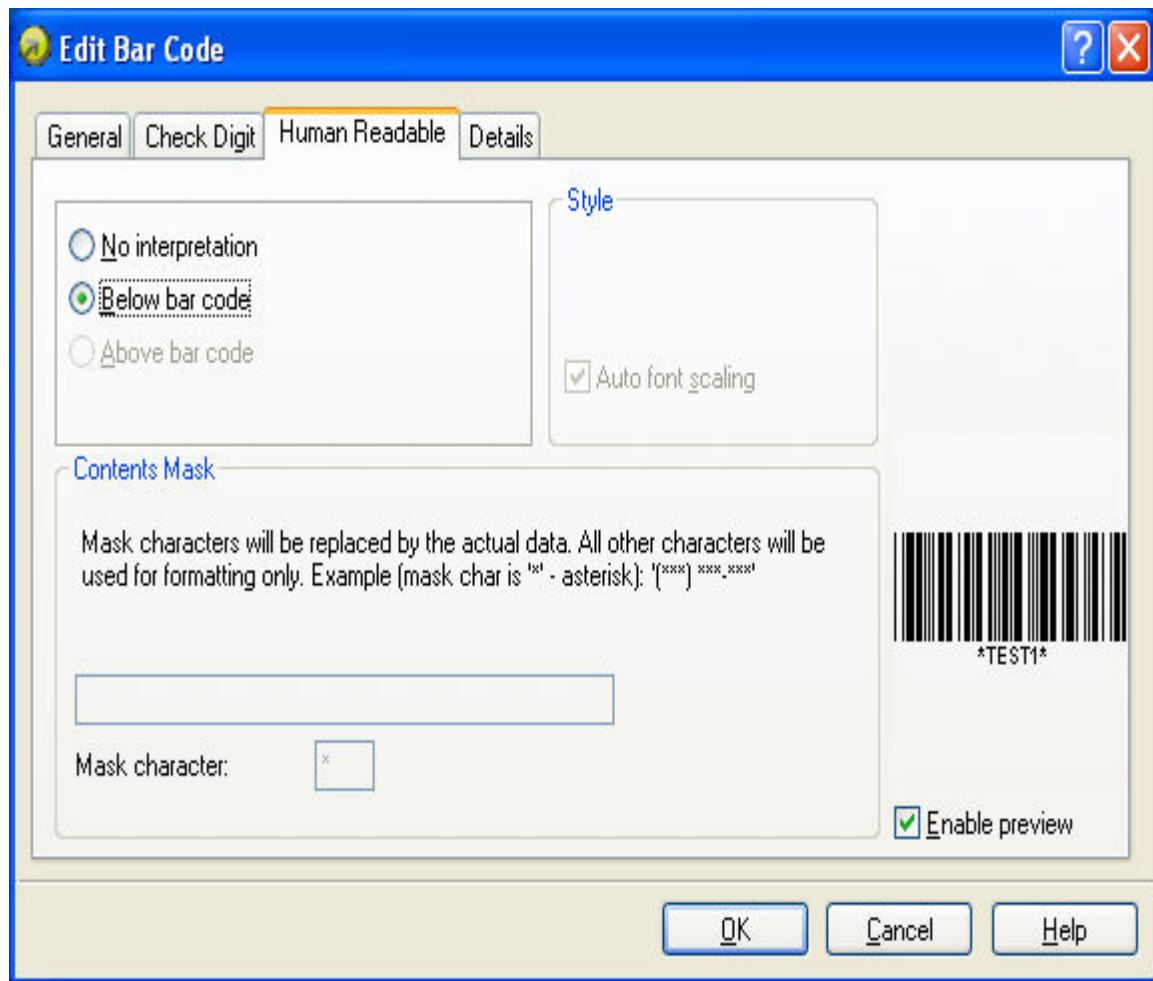 Edit Bar Code
General Check Digit Human Readable Details
No interpretation
Below bar code
Above bar code
Style
Auto font scaling
Contents Mask
Mask characters will be replaced by the actual data. All other characters will be
used for formatting only. Example (mask char is '*' - asterisk): '(***) ***-***'
Mask character: *
*TEST1*
Enable preview
OK Cancel Help